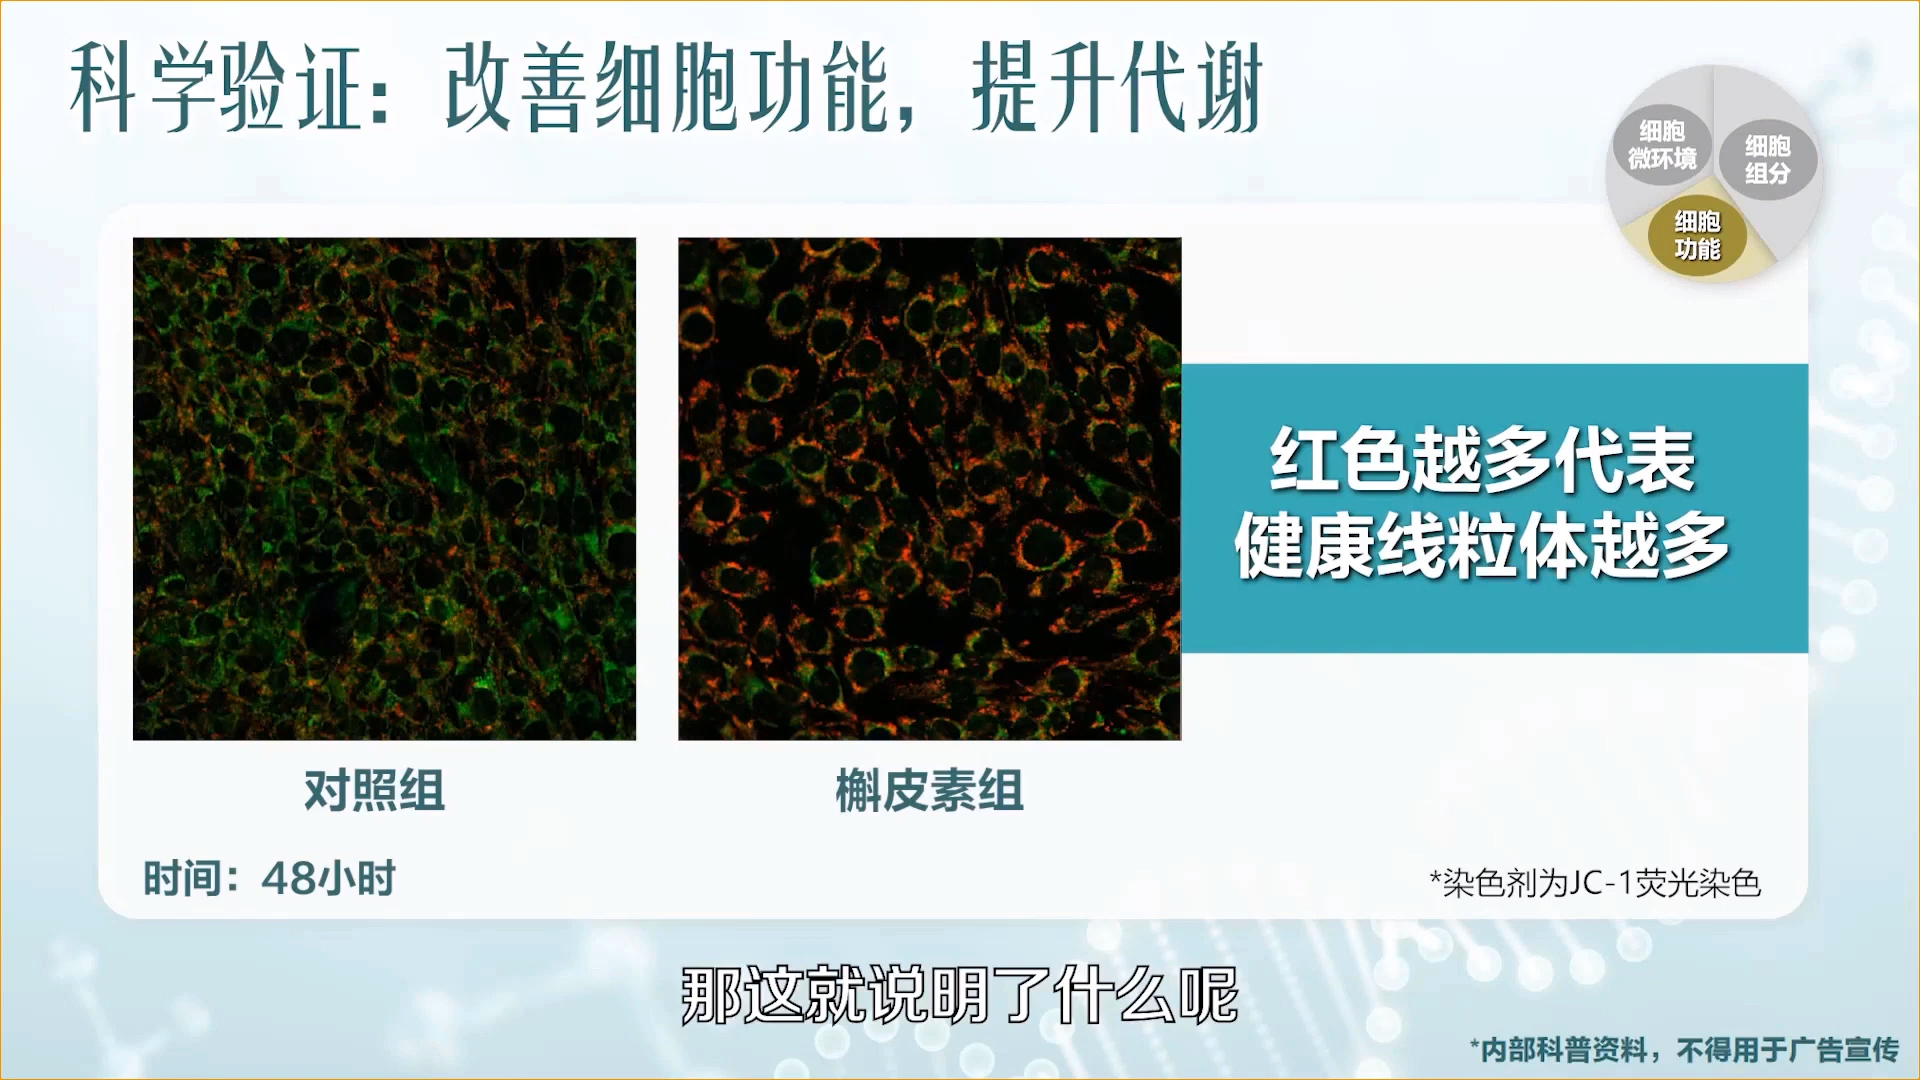 科学验证：改善细胞功能，提升代谢
细胞
微环境
细胞
组分
细胞
功能
红色越多代表
健康线粒体越多
对照组
槲皮素组
时间：48小时
*染色剂为JC-1荧光染色
那这就说明了什么呢
*内部科普资料，不得用于广告宣传